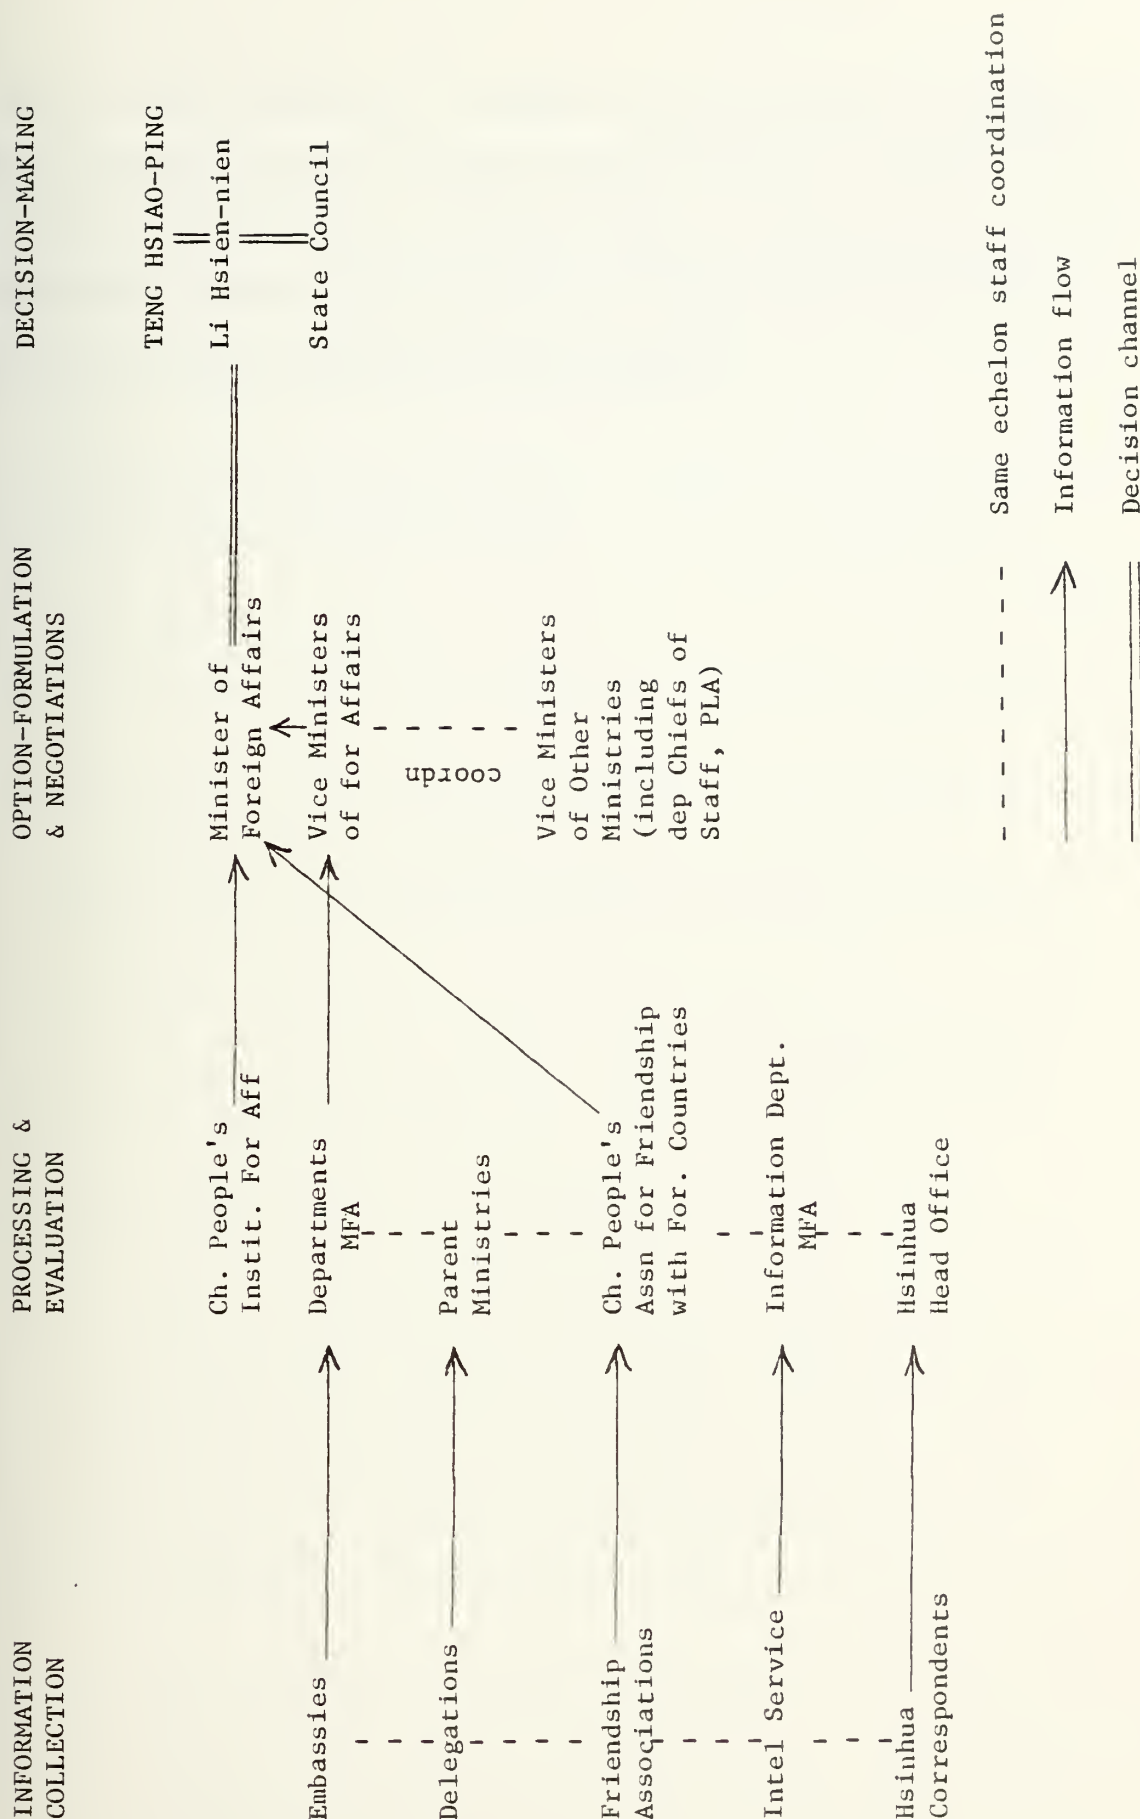 INFORMATION
COLLECTION
PROCESSING &
EVALUATION
OPTION-FORMULATION
& NEGOTIATIONS
DECISION-MAKING
Embassies
Delegations
Friendship
Associations
Intel Service
Hsinhua
Correspondents
Ch. People's
Instit. For Aff
Departments
MFA
Parent
Ministries
Ch. People's
Assn for Friendship
with For. Countries
Information Dept.
MFA
Hsinhua
Head Office
Minister of
Foreign Affairs
Vice Ministers
of for Affairs
coordn
Vice Ministers
of Other
Ministries
(including
dep Chiefs of
Staff, PLA)
TENG HSIAO-PING
Li Hsien-nien
State Council
Same echelon staff coordination
Information flow
Decision channel